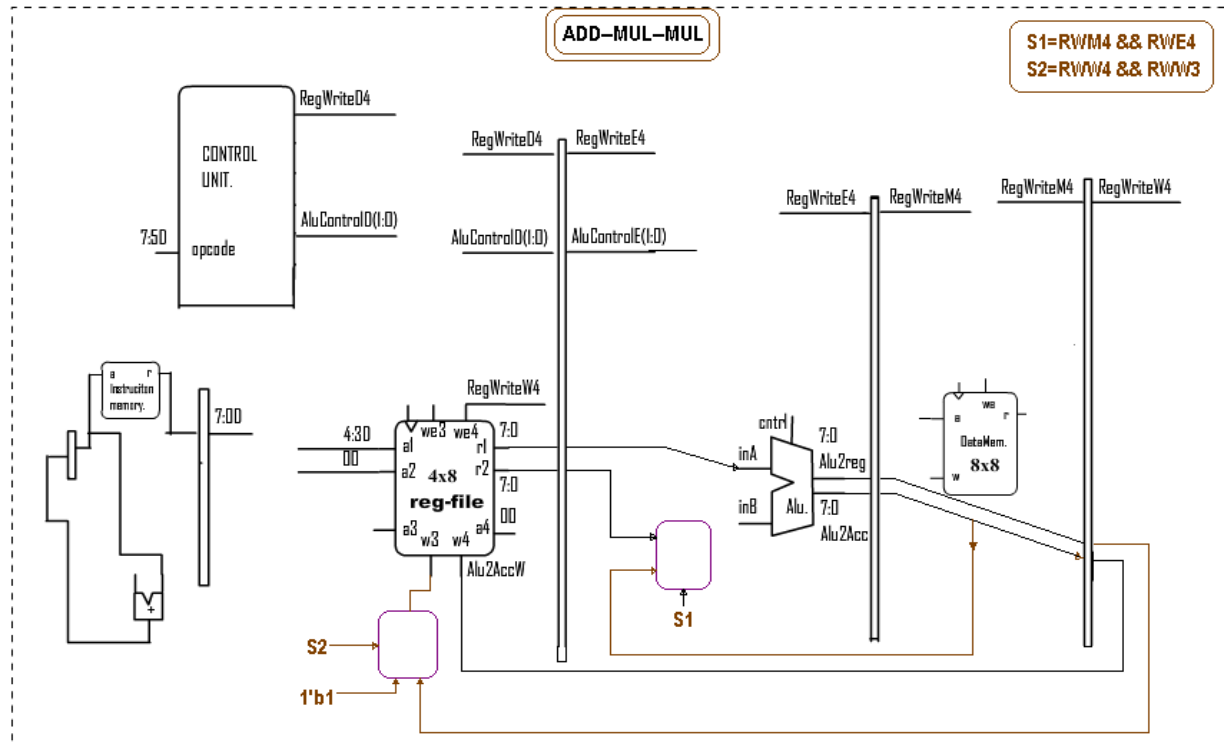 ADD–MUL–MUL
S1=RWM4 && RWE4
S2=RWW4 && RWW3
RegWriteD4
CONTROL
UNIT.
AluControlD(1:0)
7:50
opcode
RegWriteD4
RegWriteE4
AluControlD(1:0)
AluControlE(1:0)
RegWriteE4
RegWriteM4
RegWriteM4
RegWriteW4
a r
Instruciton
memory.
7:00
+
RegWriteW4
4:30
00
we3 we4
a1
a2
r1
r2
7:0
7:0
4x8
reg-file
a3
w3 w4
a4
00
Alu2AccW
cntrl
inA
inB
Alu.
7:0
Alu2reg
7:0
Alu2Acc
we
a
r
DataMem.
8x8
w
S1
S2
1'b1